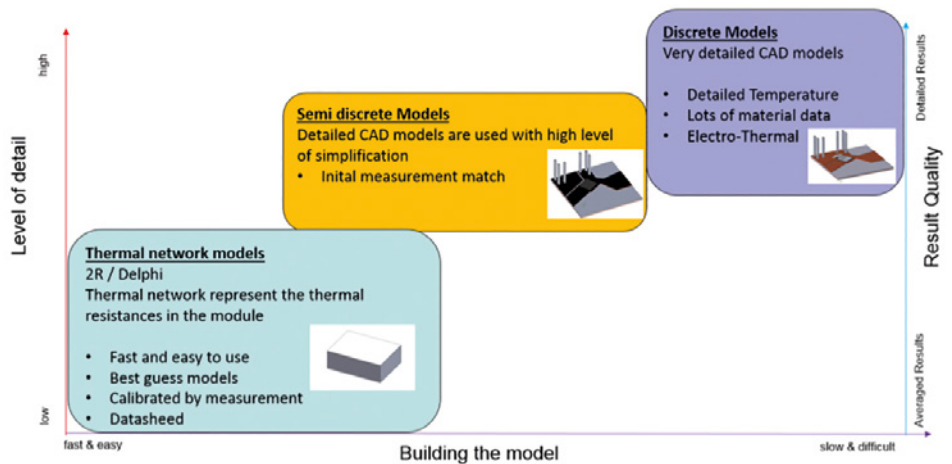 Level of detail
high
low
Thermal network models
2R / Delphi
Thermal network represent the thermal
resistances in the module
• Fast and easy to use
• Best guess models
• Calibrated by measurement
• Datasheed
Semi discrete Models
Detailed CAD models are used with high level
of simplification
• Inital measurement match
Discrete Models
Very detailed CAD models
• Detailed Temperature
• Lots of material data
• Electro-Thermal
Detailed Results
Result Quality
Averaged Results
fast & easy
Building the model
slow & difficult